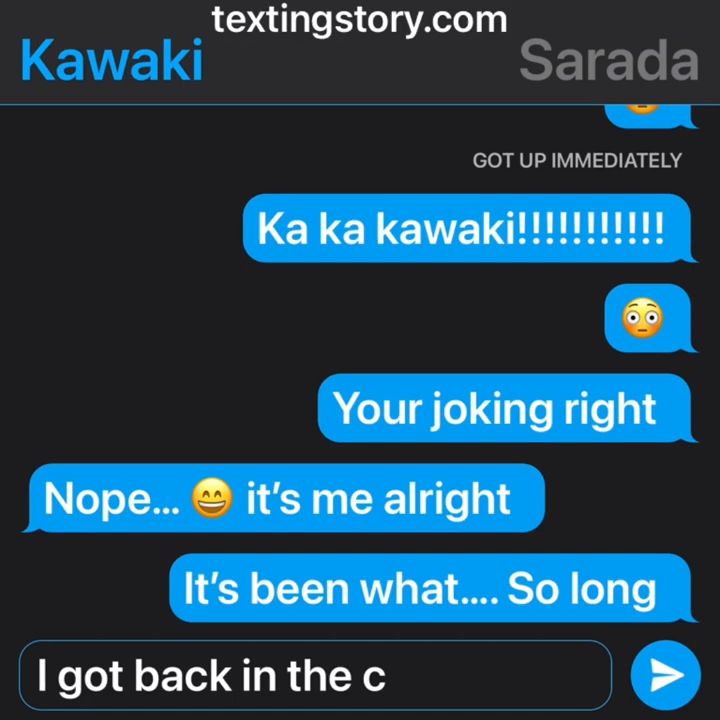 textingstory.com
Kawaki
Sarada
GOT UP IMMEDIATELY
Ka ka kawaki!!!!!!!!!!!!
😳
Your joking right
Nope... 😄 it's me alright
It's been what.... So long
I got back in the c